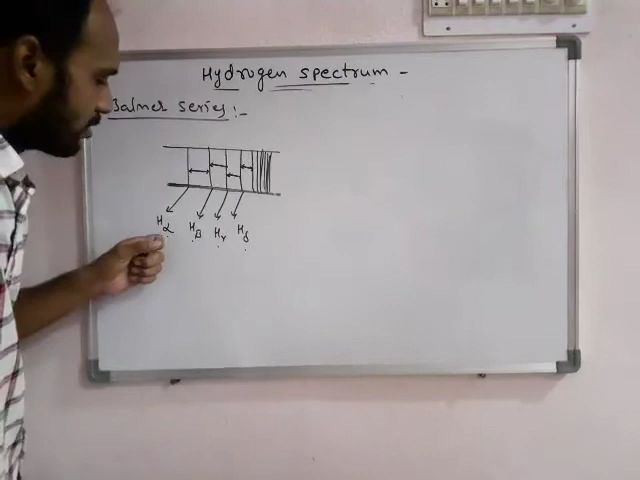 Hydrogen spectrum -
Balmer series :-
Hα Hβ Hγ Hδ